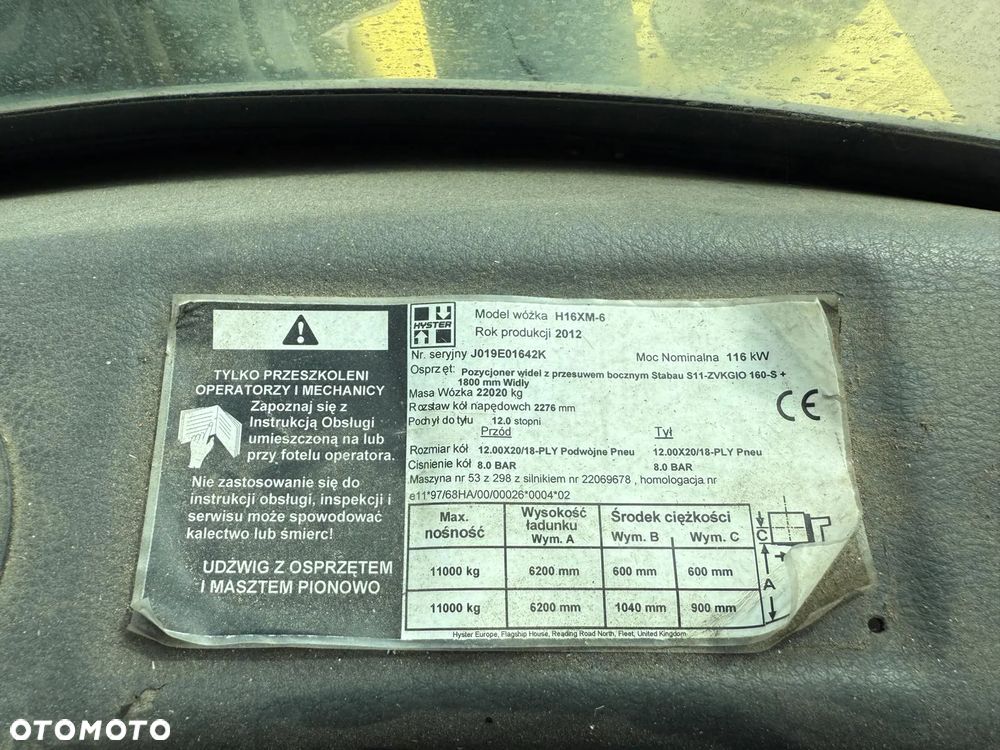 TYLKO PRZESZKOLENI
OPERATORZY I MECHANICY
Zapoznaj się z
Instrukcją Obsługi
umieszczoną na lub
przy fotelu operatora.
Nie zastosowanie się do
instrukcji obsługi, inspekcji i
serwisu może spowodować
kalectwo lub śmierc!
UDŹWIG Z OSPRZĘTEM
I MASZTEM PIONOWO
HYSTER
Model wóżka H16XM-6
Rok produkcji 2012
Nr. seryjny J019E01642K Moc Nominalna 116 kW
Osprzęt: Pozycjoner widel z przesuwem bocznym Stabau S11-ZVKGIO 160-S +
1800 mm Widły
Masa Wózka 22020 kg
Rozstaw kół napędowch 2276 mm
Pochył do tyłu 12.0 stopni
Przód Tył
Rozmiar kół 12.00X20/18-PLY Podwòjne Pneu 12.00X20/18-PLY Pneu
Ciśnienie kół 8.0 BAR 8.0 BAR
Maszyna nr 53 z 298 z silnikiem nr 22069678 , homologacja nr
e11*97/68HA/00/00026*0004*02
CE
Max. nośność Wysokość ładunku Wym. A Środek ciężkości Wym. B Wym. C
11000 kg 6200 mm 600 mm 600 mm
11000 kg 6200 mm 1040 mm 900 mm
C
A
Hyster Europe, Flagship House, Reading Road North, Fleet, United Kingdom
OTOMOTO